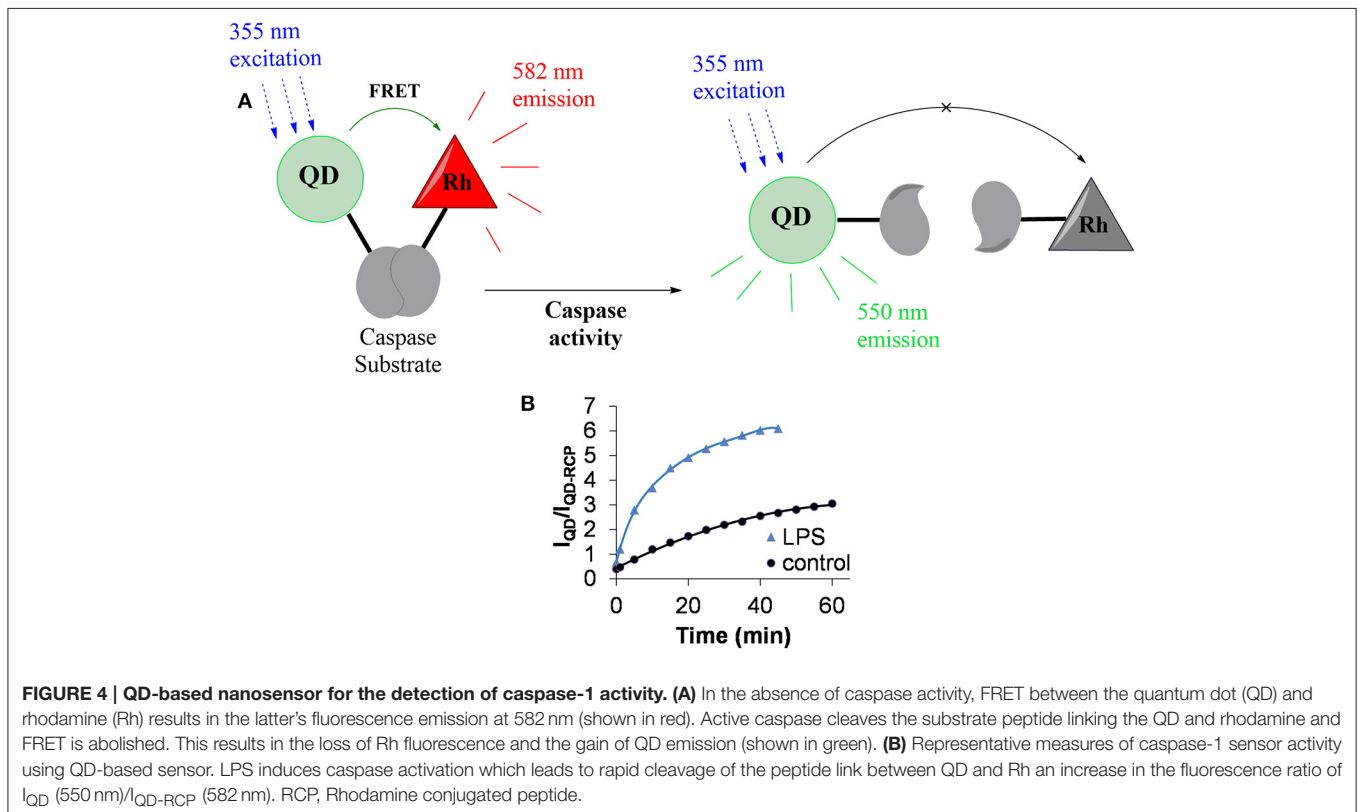 355 nm
excitation
A
FRET
582 nm
emission
QD
Rh
Caspase
Substrate
Caspase
activity
355 nm
excitation
QD
Rh
550 nm
emission
B
7
6
5
4
3
2
1
0
I_QD/I_QD-RCP
LPS
control
0
20
40
60
Time (min)
FIGURE 4 | QD-based nanosensor for the detection of caspase-1 activity. (A) In the absence of caspase activity, FRET between the quantum dot (QD) and
rhodamine (Rh) results in the latter's fluorescence emission at 582 nm (shown in red). Active caspase cleaves the substrate peptide linking the QD and rhodamine and
FRET is abolished. This results in the loss of Rh fluorescence and the gain of QD emission (shown in green). (B) Representative measures of caspase-1 sensor activity
using QD-based sensor. LPS induces caspase activation which leads to rapid cleavage of the peptide link between QD and Rh an increase in the fluorescence ratio of
I_QD (550 nm)/I_QD-RCP (582 nm). RCP, Rhodamine conjugated peptide.